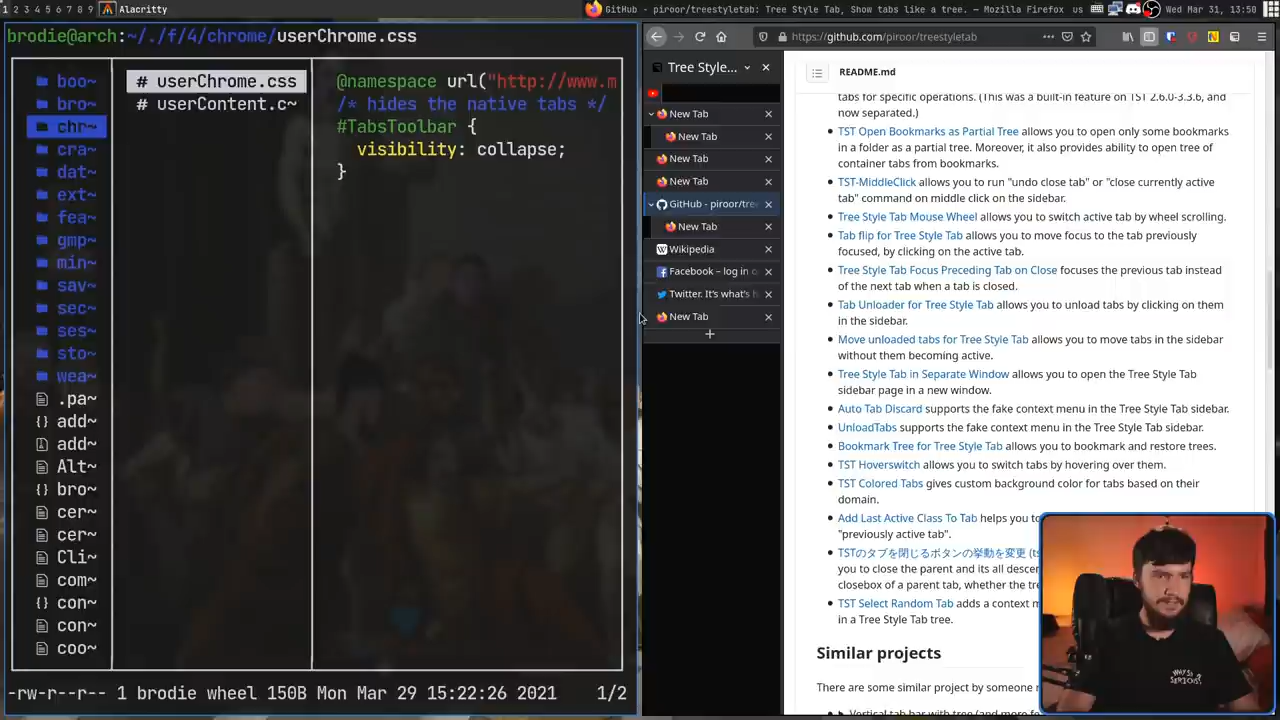 1 2 3 4 5 6 7 8 9 Alacritty
GitHub - piroor/treestyletab: Tree Style Tab, Show tabs like a tree. — Mozilla Firefox us Wed Mar 31, 13:50
brodie@arch:~/./f/4/chrome/userChrome.css
boo~
bro~
chr~
cra~
dat~
ext~
fea~
gmp~
min~
sav~
sec~
ses~
sto~
wea~
.pa~
{} add~
add~
Alt~
{} bro~
cer~
cer~
Cli~
com~
{} con~
con~
coo~
# userChrome.css
# userContent.c~
@namespace url("http://www.m
/* hides the native tabs */
#TabsToolbar {
visibility: collapse;
}
-rw-r--r-- 1 brodie wheel 150B Mon Mar 29 15:22:26 2021 1/2
https://github.com/piroor/treestyletab
Tree Style...
New Tab
New Tab
New Tab
New Tab
GitHub - piroor/tre
New Tab
Wikipedia
Facebook – log in o
Twitter. It's what's h
New Tab
README.md
tabs for specific operations. (This was a built-in feature on TST 2.6.0-3.3.6, and
now separated.)
TST Open Bookmarks as Partial Tree allows you to open only some bookmarks
in a folder as a partial tree. Moreover, it also provides ability to open tree of
container tabs from bookmarks.
TST-MiddleClick allows you to run "undo close tab" or "close currently active
tab" command on middle click on the sidebar.
Tree Style Tab Mouse Wheel allows you to switch active tab by wheel scrolling.
Tab flip for Tree Style Tab allows you to move focus to the tab previously
focused, by clicking on the active tab.
Tree Style Tab Focus Preceding Tab on Close focuses the previous tab instead
of the next tab when a tab is closed.
Tab Unloader for Tree Style Tab allows you to unload tabs by clicking on them
in the sidebar.
Move unloaded tabs for Tree Style Tab allows you to move tabs in the sidebar
without them becoming active.
Tree Style Tab in Separate Window allows you to open the Tree Style Tab
sidebar page in a new window.
Auto Tab Discard supports the fake context menu in the Tree Style Tab sidebar.
UnloadTabs supports the fake context menu in the Tree Style Tab sidebar.
Bookmark Tree for Tree Style Tab allows you to bookmark and restore trees.
TST Hoverswitch allows you to switch tabs by hovering over them.
TST Colored Tabs gives custom background color for tabs based on their
domain.
Add Last Active Class To Tab helps you to
"previously active tab".
TSTのタブを閉じるボタンの挙動を変更 (ts
you to close the parent and its all descen
closebox of a parent tab, whether the tre
TST Select Random Tab adds a context m
in a Tree Style Tab tree.
Similar projects
There are some similar project by someone
Vertical tab bar with tree (and more fe
WHY SO SERIOUS?